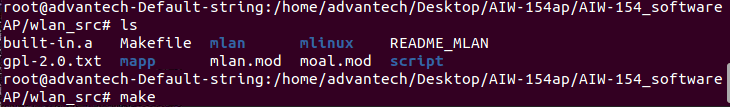 root@advantech-Default-string:/home/advantech/Desktop/AIW-154ap/AIW-154_software
AP/wlan_src# ls
built-in.a Makefile mlan mlinux README_MLAN
gpl-2.0.txt mapp mlan.mod moal.mod script
root@advantech-Default-string:/home/advantech/Desktop/AIW-154ap/AIW-154_software
AP/wlan_src# make